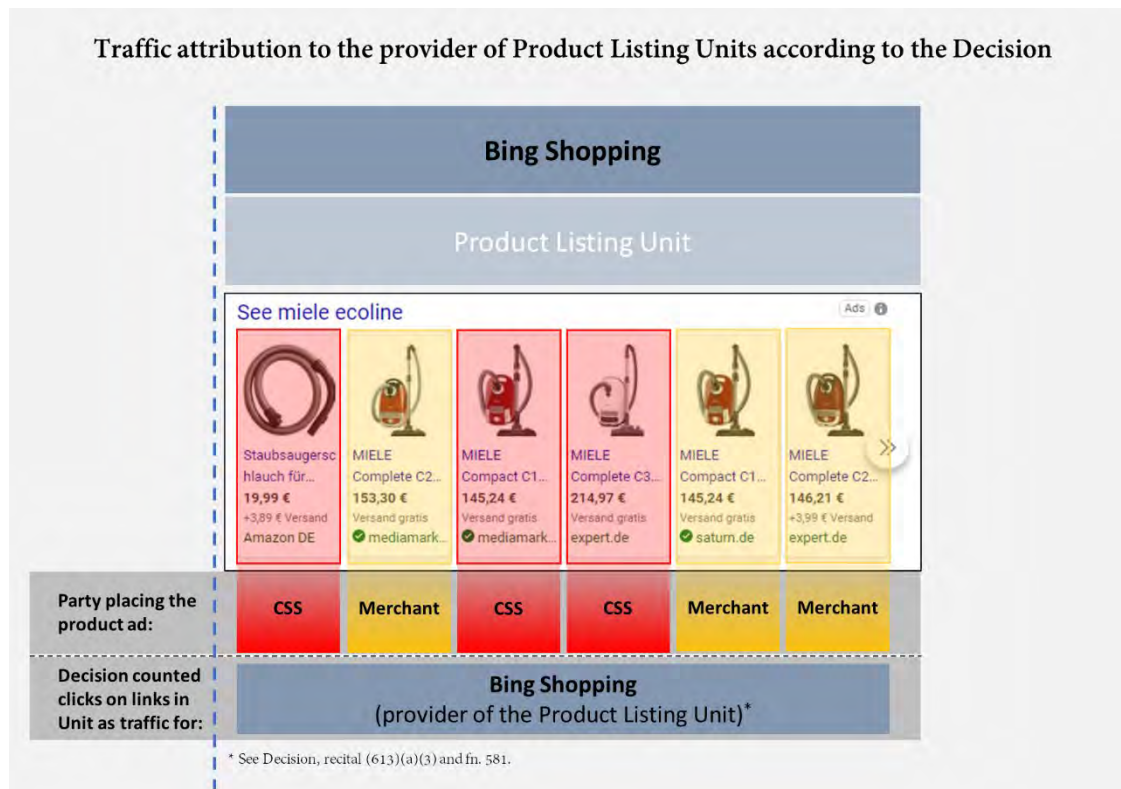 Traffic attribution to the provider of Product Listing Units according to the Decision
Bing Shopping
Product Listing Unit
See miele ecoline
Ads
Staubsaugersc
hlauch für...
19,99 €
+3,89 € Versand
Amazon DE
MIELE
Complete C2...
153,30 €
Versand gratis
mediamark...
MIELE
Compact C1...
145,24 €
Versand gratis
mediamark...
MIELE
Complete C3...
214,97 €
Versand gratis
expert.de
MIELE
Compact C1...
145,24 €
Versand gratis
saturn.de
MIELE
Complete C2...
146,21 €
+3,99 € Versand
expert.de
Party placing the
product ad:
CSS
Merchant
CSS
CSS
Merchant
Merchant
Decision counted
clicks on links in
Unit as traffic for:
Bing Shopping
(provider of the Product Listing Unit)*
* See Decision, recital (613)(a)(3) and fn. 581.